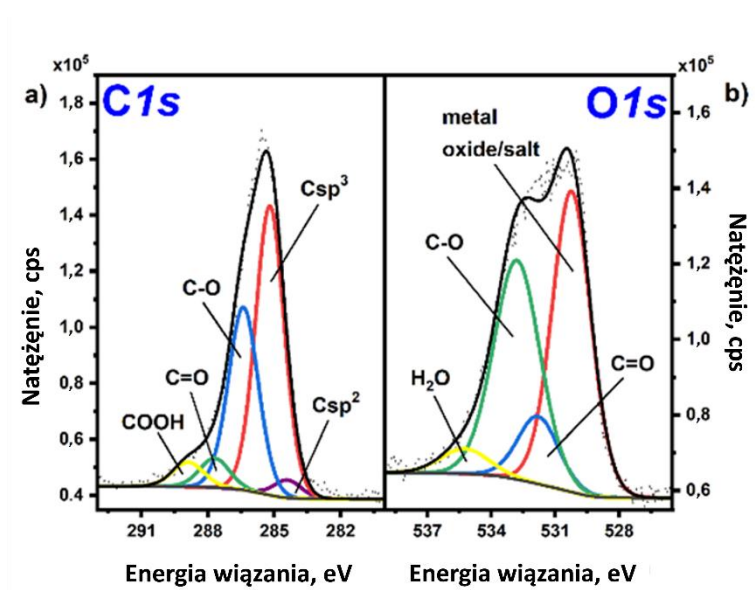 x10⁵
a)
C1s
1,8
1,6
1,4
1,2
1,0
0,8
0,6
0,4
Natężęnie, cps
Csp³
C-O
C=O
COOH
Csp²
291
288
285
282
Energia wiązania, eV
x10⁵
b)
O1s
metal
oxide/salt
C-O
H₂O
C=O
1,6
1,4
1,2
1,0
0,8
0,6
Natężęnie, cps
537
534
531
528
Energia wiązania, eV